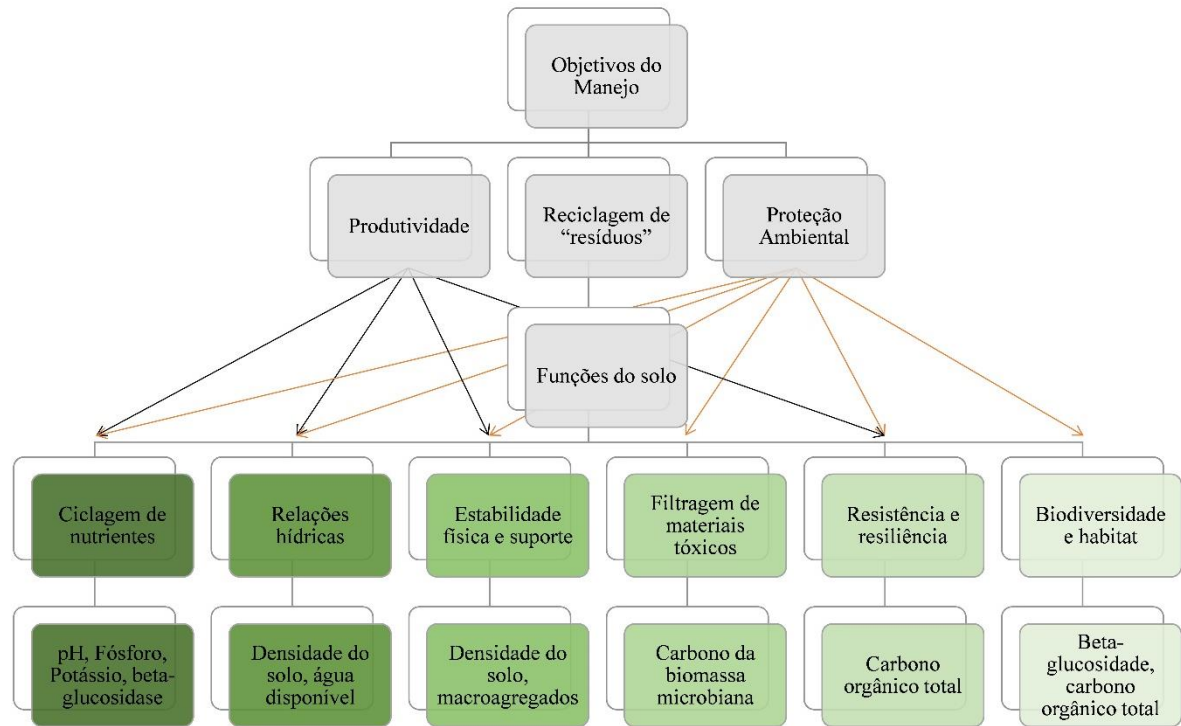 Objetivos do
Manejo
Produtividade
Reciclagem de
“resíduos”
Proteção
Ambiental
Funções do solo
Ciclagem de
nutrientes
Relações
hídricas
Estabilidade
física e suporte
Filtragem de
materiais
tóxicos
Resistência e
resiliência
Biodiversidade
e habitat
pH, Fósforo,
Potássio, beta-
glucosidase
Densidade do
solo, água
disponível
Densidade do
solo,
macroagregados
Carbono da
biomassa
microbiana
Carbono
orgânico total
Beta-
glucosidade,
carbono
orgânico total